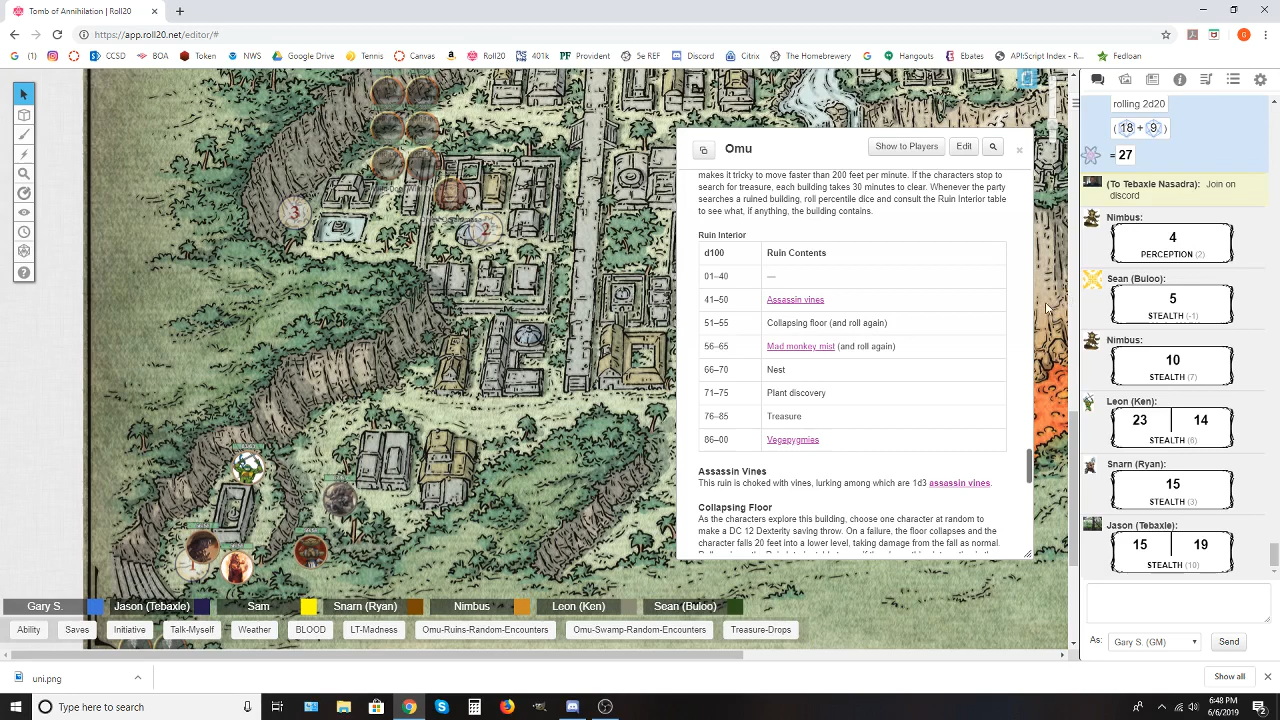 Tomb of Annihilation | Roll20
https://app.roll20.net/editor/#
G (1) CCSD BOA Token NWS Google Drive Tennis Canvas Roll20 401k Provident Se REF Discord Citrix The Homebrewery Hangouts Ebates API:Script Index - R... Fedloan
rolling 2d20
( 18 + 9 )
= 27
(To Tebaxle Nasadra): Join on
discord
Nimbus:
4
PERCEPTION (2)
Sean (Buloo):
5
STEALTH (-1)
Nimbus:
10
STEALTH (7)
Leon (Ken):
23 14
STEALTH (6)
Snarn (Ryan):
15
STEALTH (3)
Jason (Tebaxle):
15 19
STEALTH (10)
As: Gary S. (GM) Send
Omu
Show to Players Edit
makes it tricky to move faster than 200 feet per minute. If the characters stop to
search for treasure, each building takes 30 minutes to clear. Whenever the party
searches a ruined building, roll percentile dice and consult the Ruin Interior table
to see what, if anything, the building contains.
Ruin Interior
d100 Ruin Contents
01–40 —
41–50 Assassin vines
51–55 Collapsing floor (and roll again)
56–65 Mad monkey mist (and roll again)
66–70 Nest
71–75 Plant discovery
76–85 Treasure
86–00 Vegepygmies
Assassin Vines
This ruin is choked with vines, lurking among which are 1d3 assassin vines.
Collapsing Floor
As the characters explore this building, choose one character at random to
make a DC 12 Dexterity saving throw. On a failure, the floor collapses and the
character falls 20 feet into a lower level, taking damage from the fall as normal.
3
2
1
Gary S. Jason (Tebaxle) Sam Snarn (Ryan) Nimbus Leon (Ken) Sean (Buloo)
Ability Saves Initiative Talk-Myself Weather BLOOD LT-Madness Omu-Ruins-Random-Encounters Omu-Swamp-Random-Encounters Treasure-Drops
uni.png
Show all
Type here to search
6:48 PM
6/6/2019
2